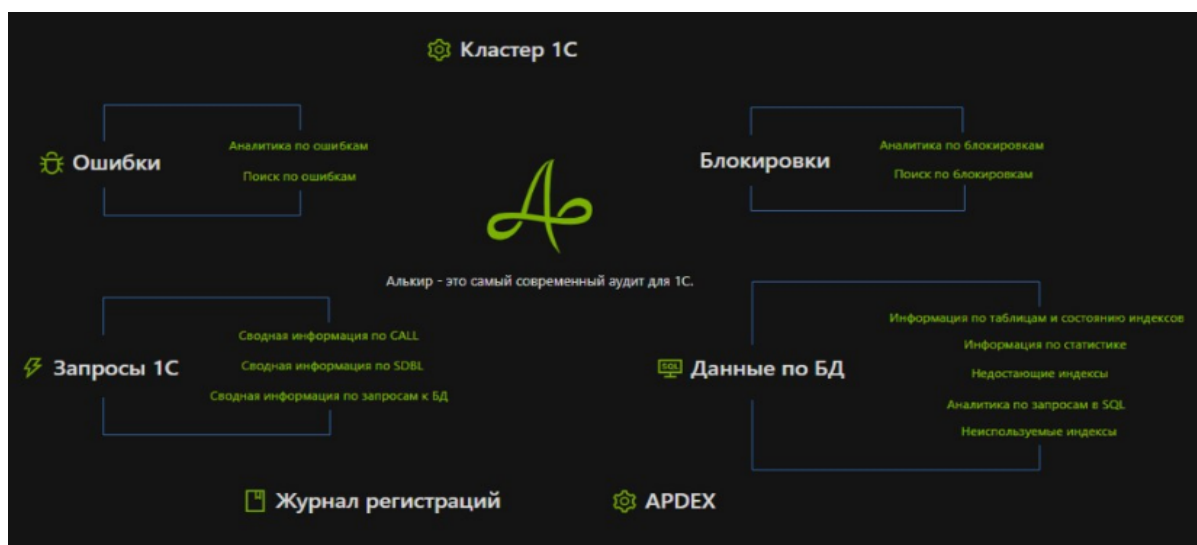 Кластер 1С
Ошибки
Аналитика по ошибкам
Поиск по ошибкам
Блокировки
Аналитика по блокировкам
Поиск по блокировкам
Алькир - это самый современный аудит для 1С.
Запросы 1С
Сводная информация по CALL
Сводная информация по SDBL
Сводная информация по запросам к БД
SQL
Данные по БД
Информация по таблицам и состоянию индексов
Информация по статистике
Недостающие индексы
Аналитика по запросам в SQL
Неиспользуемые индексы
Журнал регистраций
APDEX